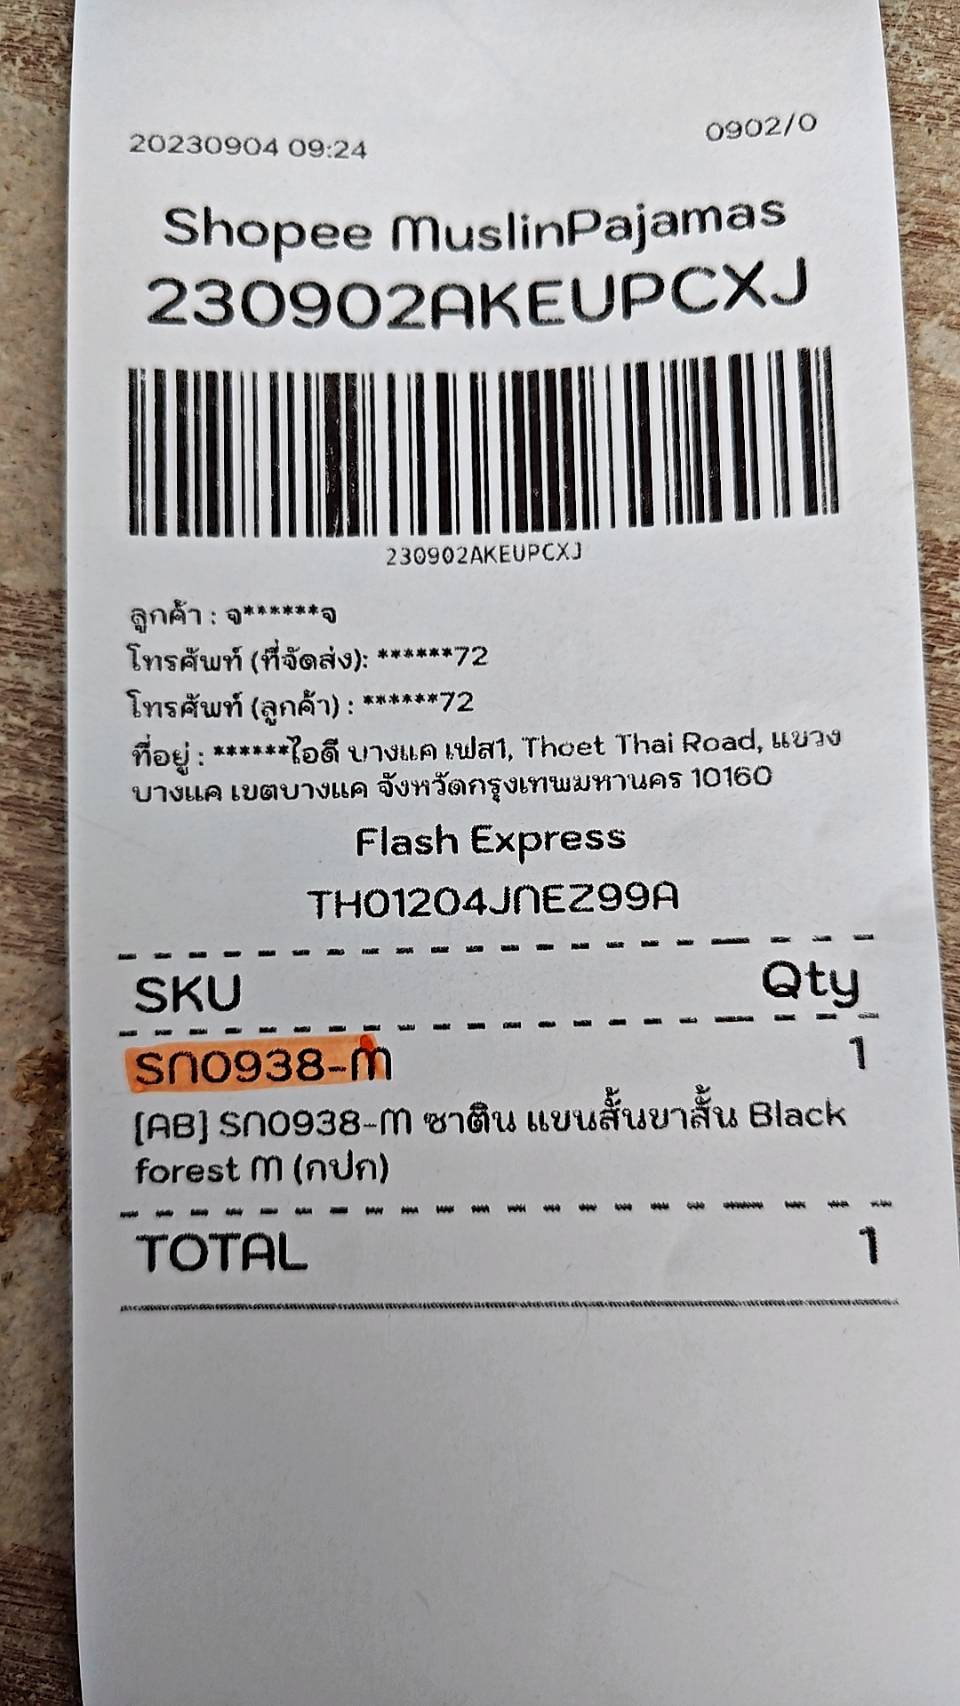 20230904 09:24
0902/0
Shopee MuslinPajamas
230902AKEUPCXJ
230902AKEUPCXJ
ลูกค้า : จ******จ
โทรศัพท์ (ที่จัดส่ง): ******72
โทรศัพท์ (ลูกค้า) : ******72
ที่อยู่ : ******ไอดี บางแค เฟส1, Thoet Thai Road, แขวง
บางแค เขตบางแค จังหวัดกรุงเทพมหานคร 10160
Flash Express
TH01204JNEZ99A
SKU Qty
SN0938-M 1
[AB] SN0938-M ซาติน แขนสั้นขาสั้น Black
forest M (กปก)
TOTAL 1